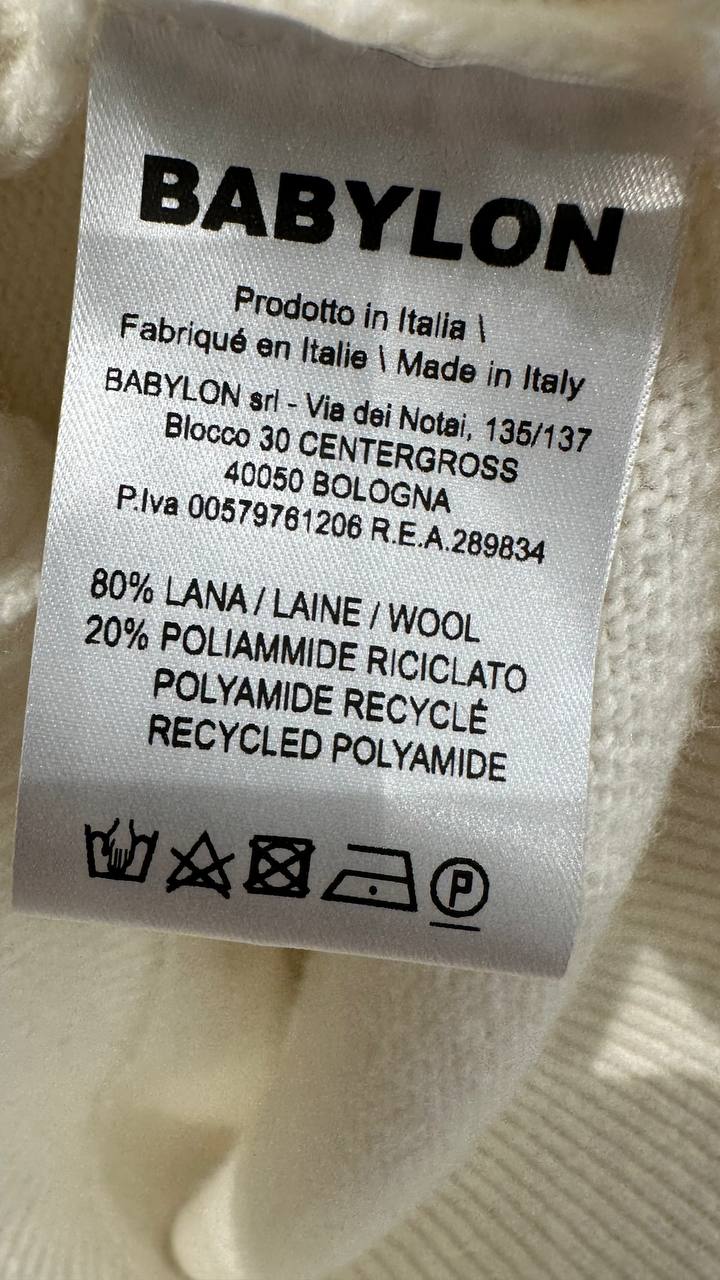 BABYLON
Prodotto in Italia \
Fabriqué en Italie \ Made in Italy
BABYLON srl - Via dei Notai, 135/137
Blocco 30 CENTERGROSS
40050 BOLOGNA
P.Iva 00579761206 R.E.A.289834
80% LANA / LAINE / WOOL
20% POLIAMMIDE RICICLATO
POLYAMIDE RECYCLÉ
RECYCLED POLYAMIDE
P